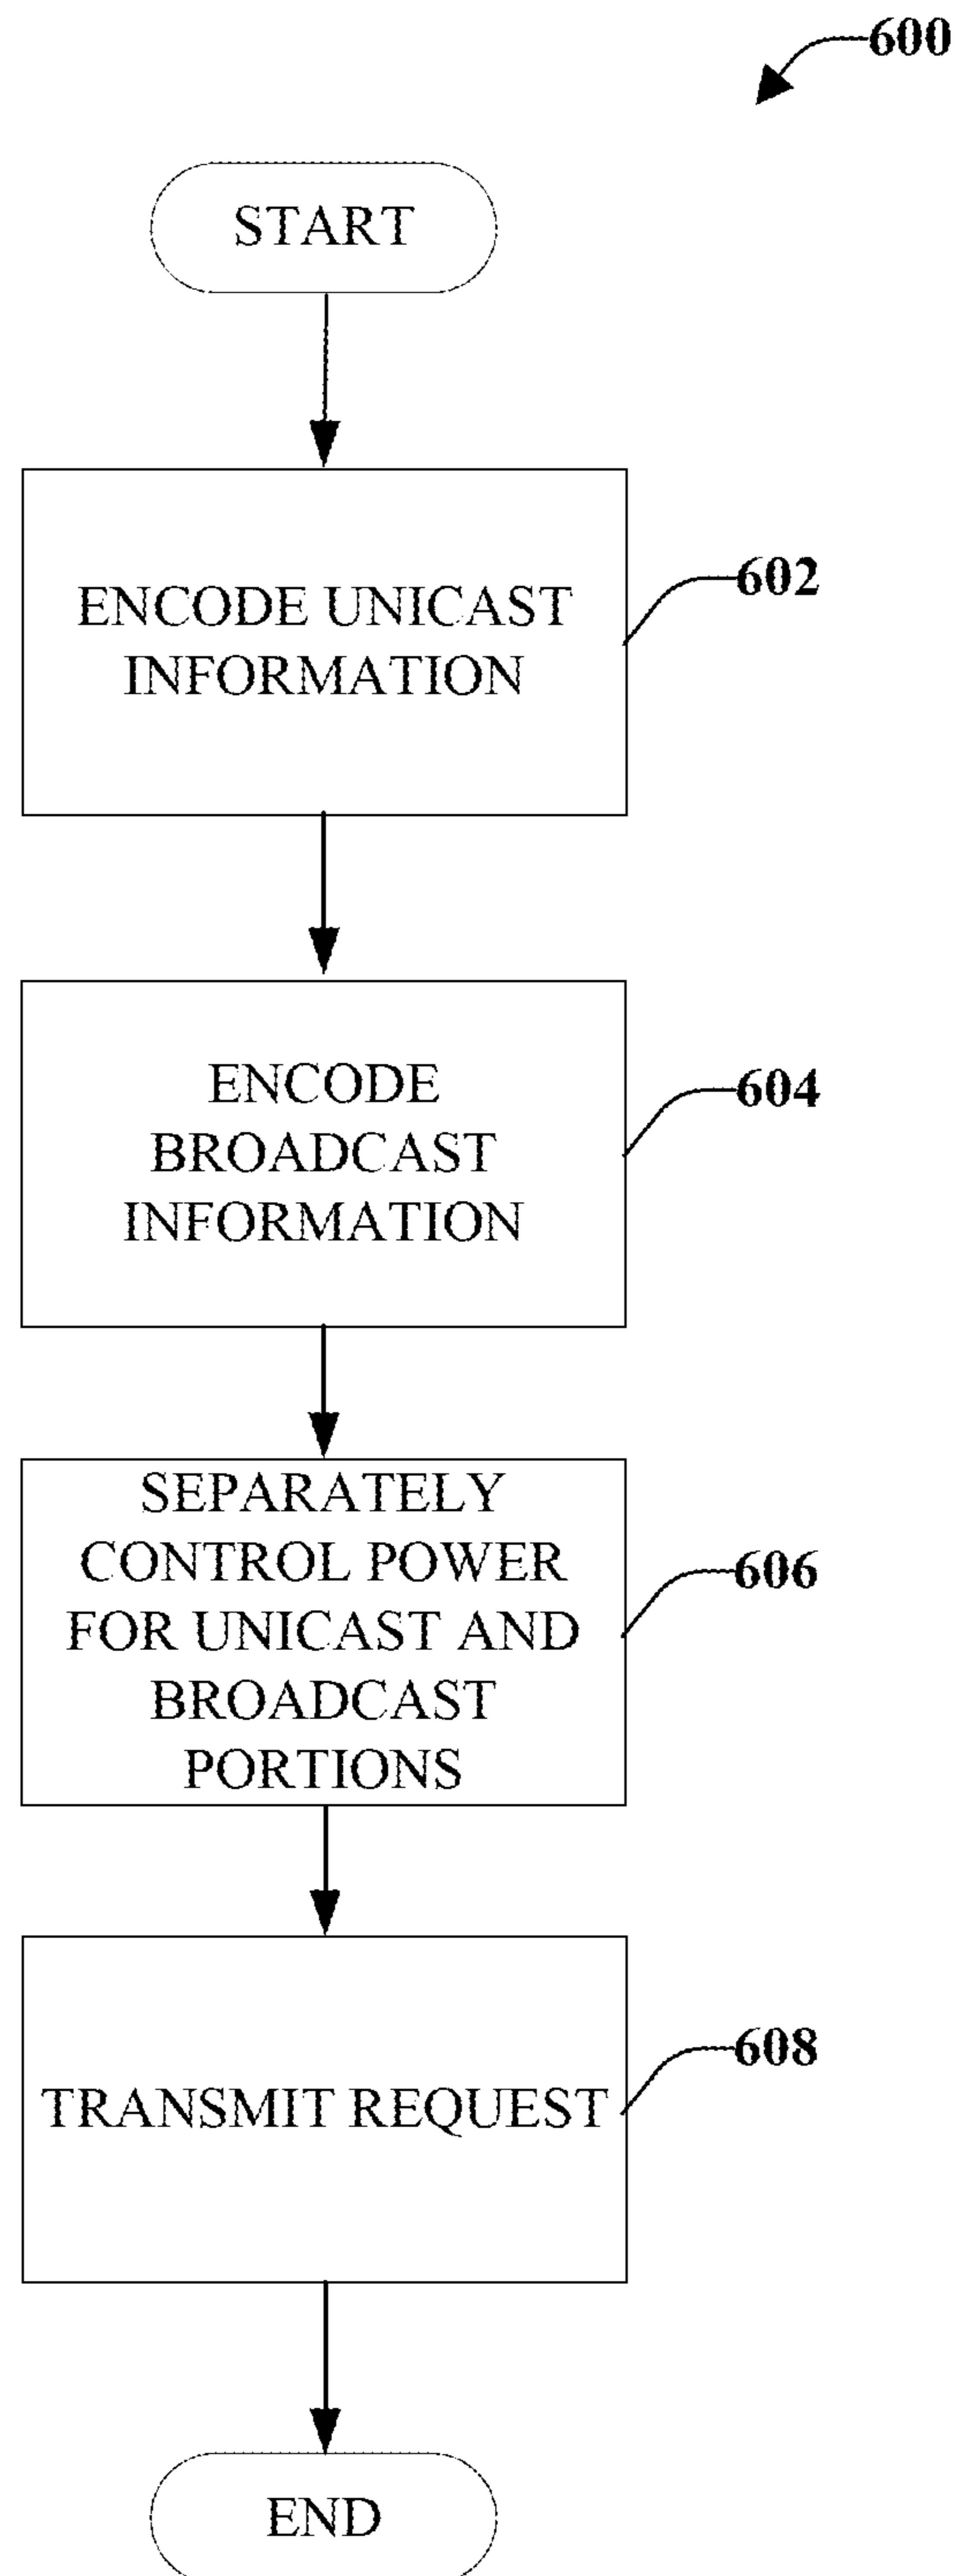 600
START
ENCODE UNICAST
INFORMATION
602
ENCODE
BROADCAST
INFORMATION
604
SEPARATELY
CONTROL POWER
FOR UNICAST AND
BROADCAST
PORTIONS
606
TRANSMIT REQUEST
608
END